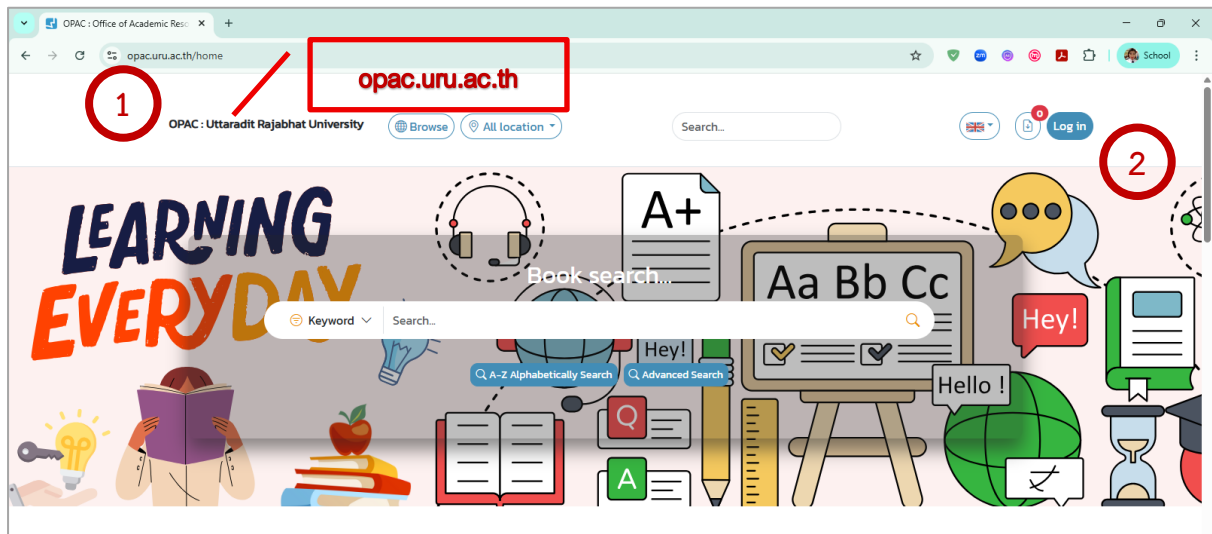 OPAC : Office of Academic Reso
opac.uru.ac.th/home
zm
School
opac.uru.ac.th
1
OPAC : Uttaradit Rajabhat University
Browse
All location
Search...
0
Log in
2
LEARNING
EVERYDAY
A+
Book search...
Aa Bb Cc
Keyword
Search...
Hey!
Hey!
A-Z Alphabetically Search
Advanced Search
Hello !
Q
A